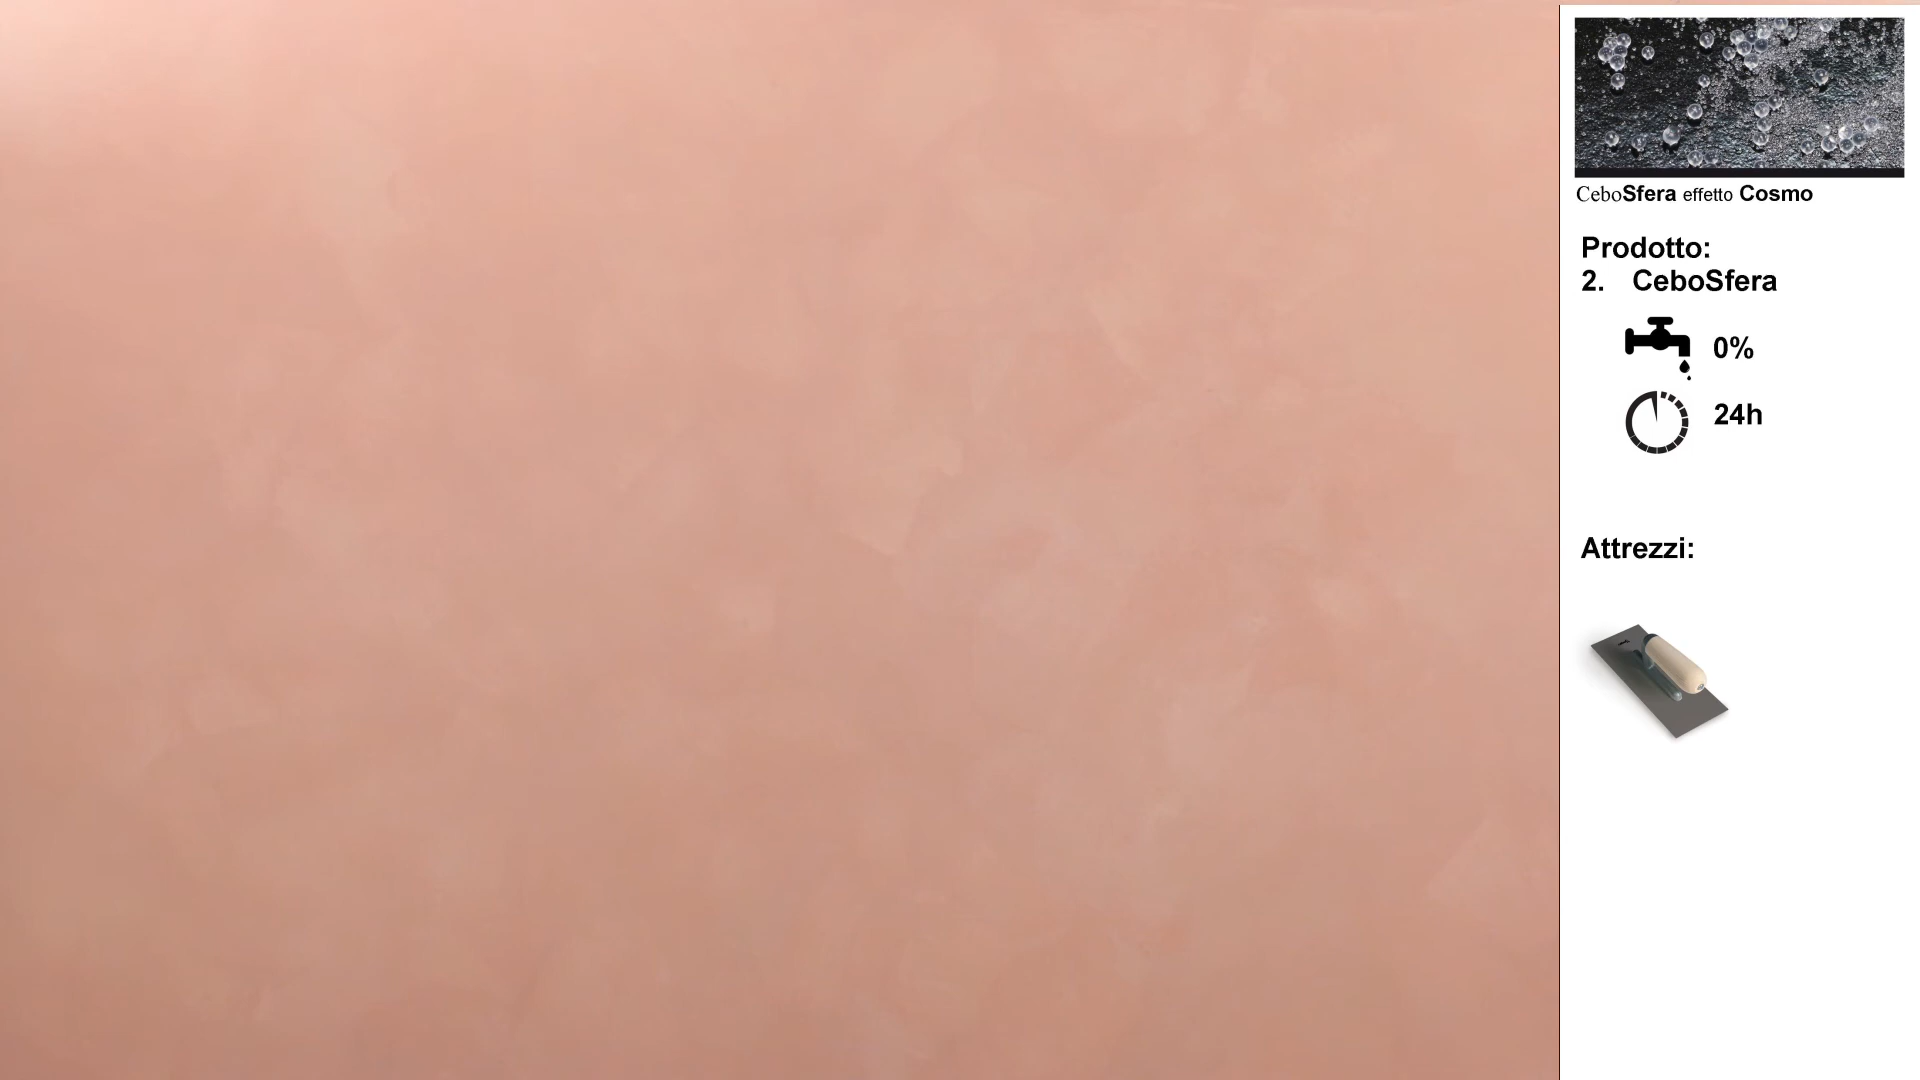 CeboSfera effetto Cosmo
Prodotto:
2. CeboSfera
0%
24h
Attrezzi: